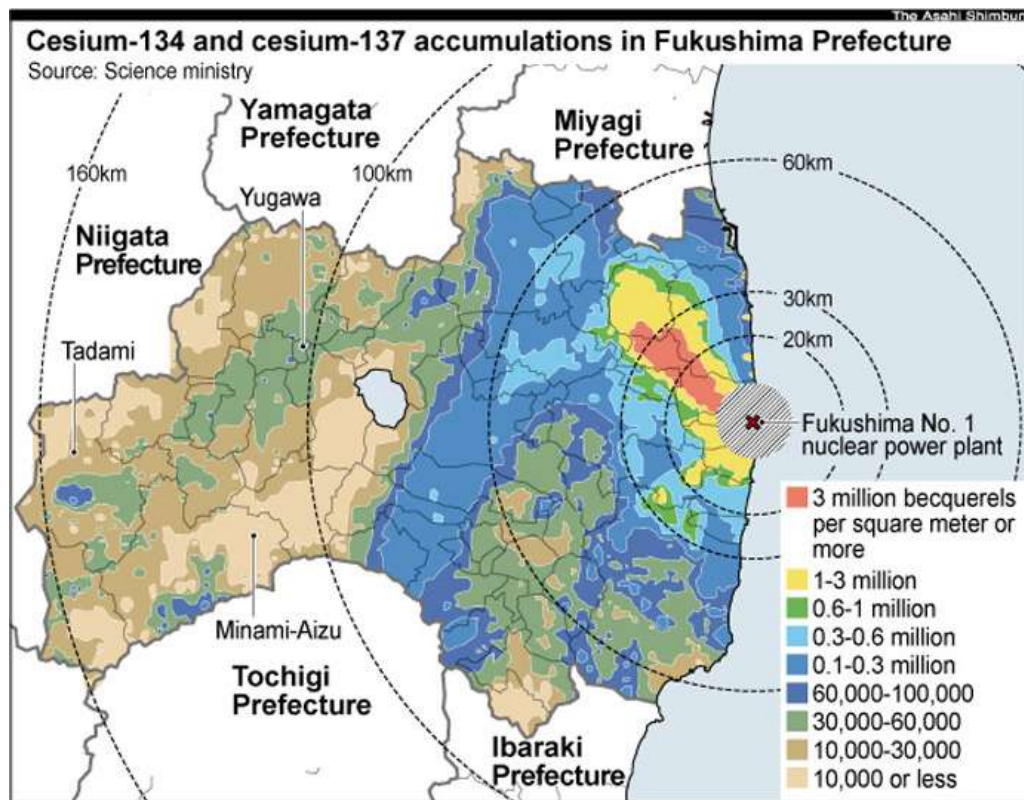 The Asahi Shimbun
Cesium-134 and cesium-137 accumulations in Fukushima Prefecture
Source: Science ministry
Yamagata
Prefecture
Miyagi
Prefecture
160km
100km
60km
Yugawa
Niigata
Prefecture
30km
20km
Tadami
Fukushima No. 1
nuclear power plant
Minami-Aizu
Tochigi
Prefecture
Ibaraki
Prefecture
3 million becquerels
per square meter or
more
1-3 million
0.6-1 million
0.3-0.6 million
0.1-0.3 million
60,000-100,000
30,000-60,000
10,000-30,000
10,000 or less